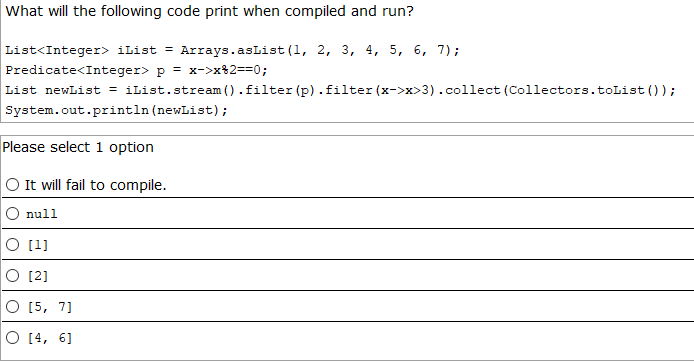 What will the following code print when compiled and run?
List<Integer> iList = Arrays.asList(1, 2, 3, 4, 5, 6, 7);
Predicate<Integer> p = x->x%2==0;
List newList = iList.stream().filter(p).filter(x->x>3).collect(Collectors.toList());
System.out.println(newList);
Please select 1 option
It will fail to compile.
null
[1]
[2]
[5, 7]
[4, 6]